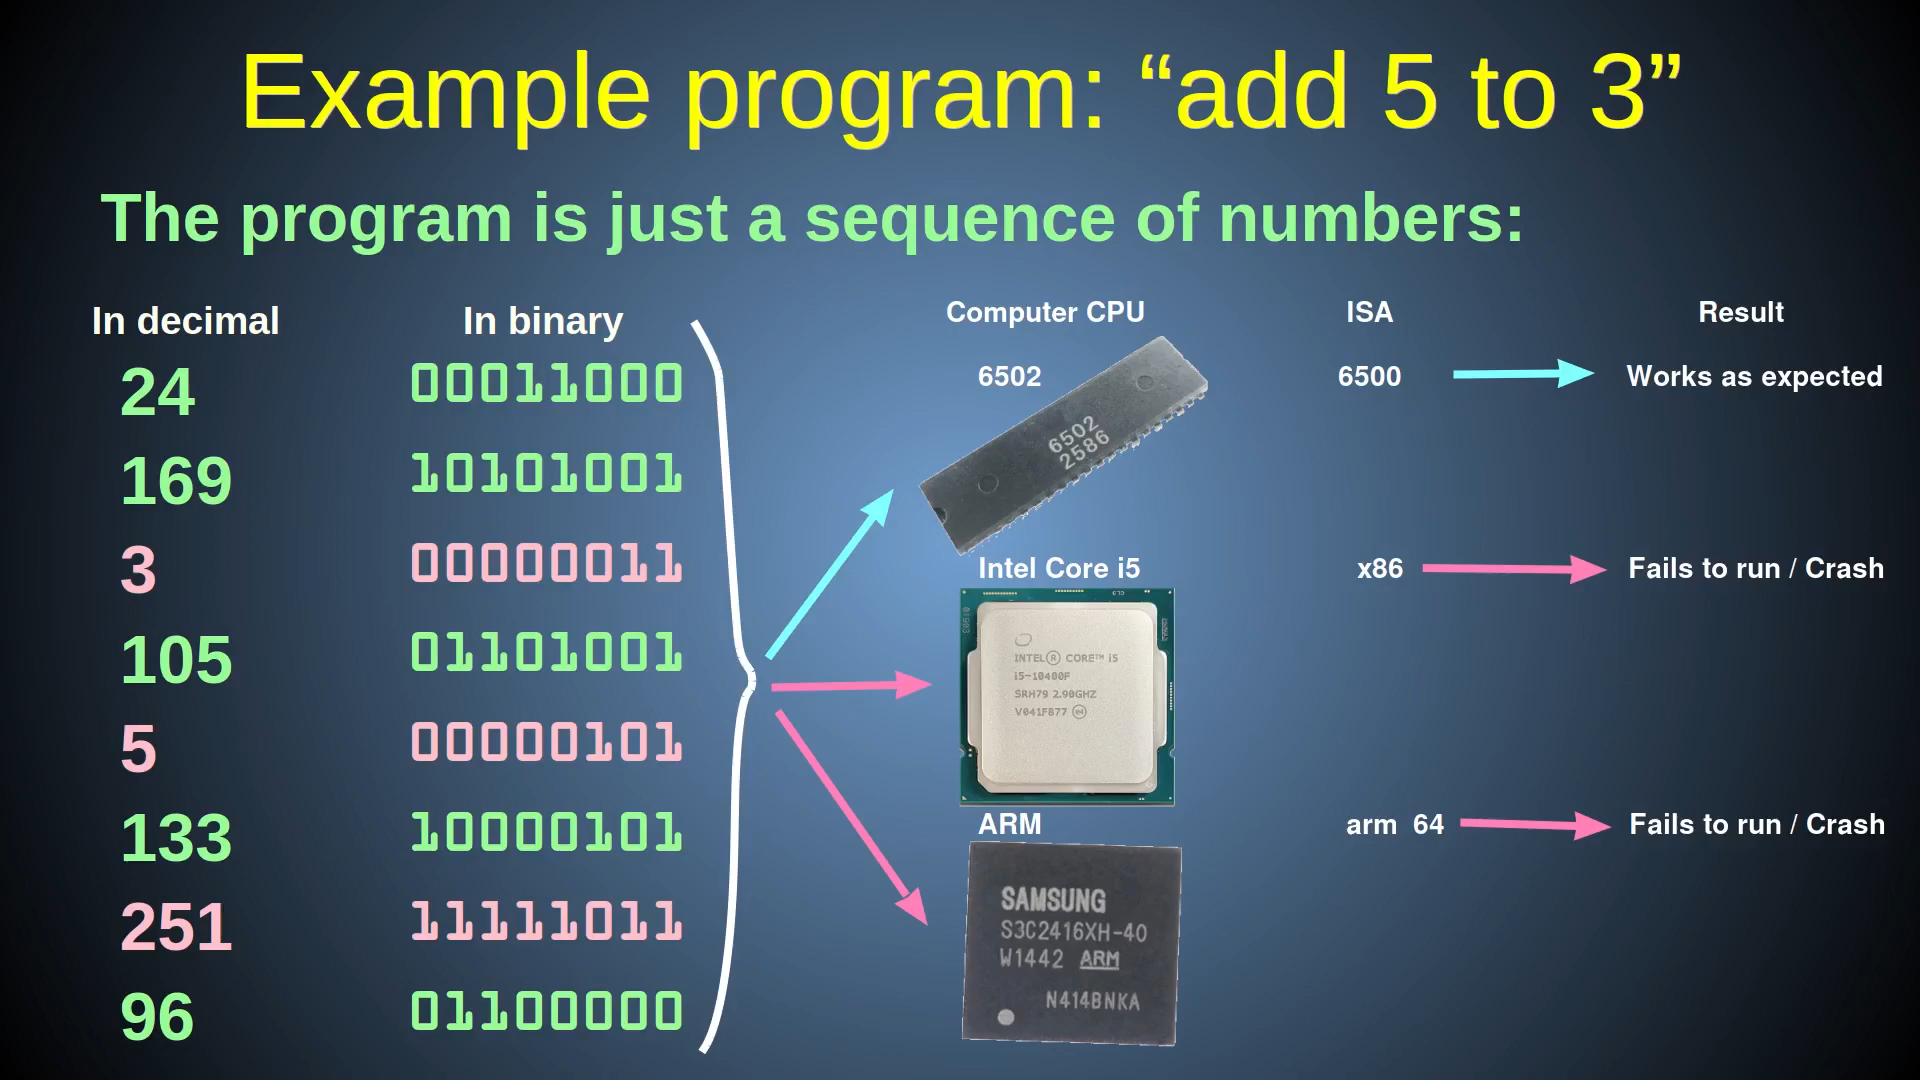 Example program: “add 5 to 3”
The program is just a sequence of numbers:
In decimal In binary Computer CPU ISA Result
24 00011000 6502 6500 Works as expected
169 10101001
3 00000011
105 01101001
5 00000101
133 10000101
251 11111011
96 01100000
6502
2586
Intel Core i5 x86 Fails to run / Crash
INTEL® CORE™ i5
i5-10400F
SRH79 2.90GHZ
V041F877 e4
ARM arm 64 Fails to run / Crash
SAMSUNG
S3C2416XH-40
W1442 ARM
N414BNKA